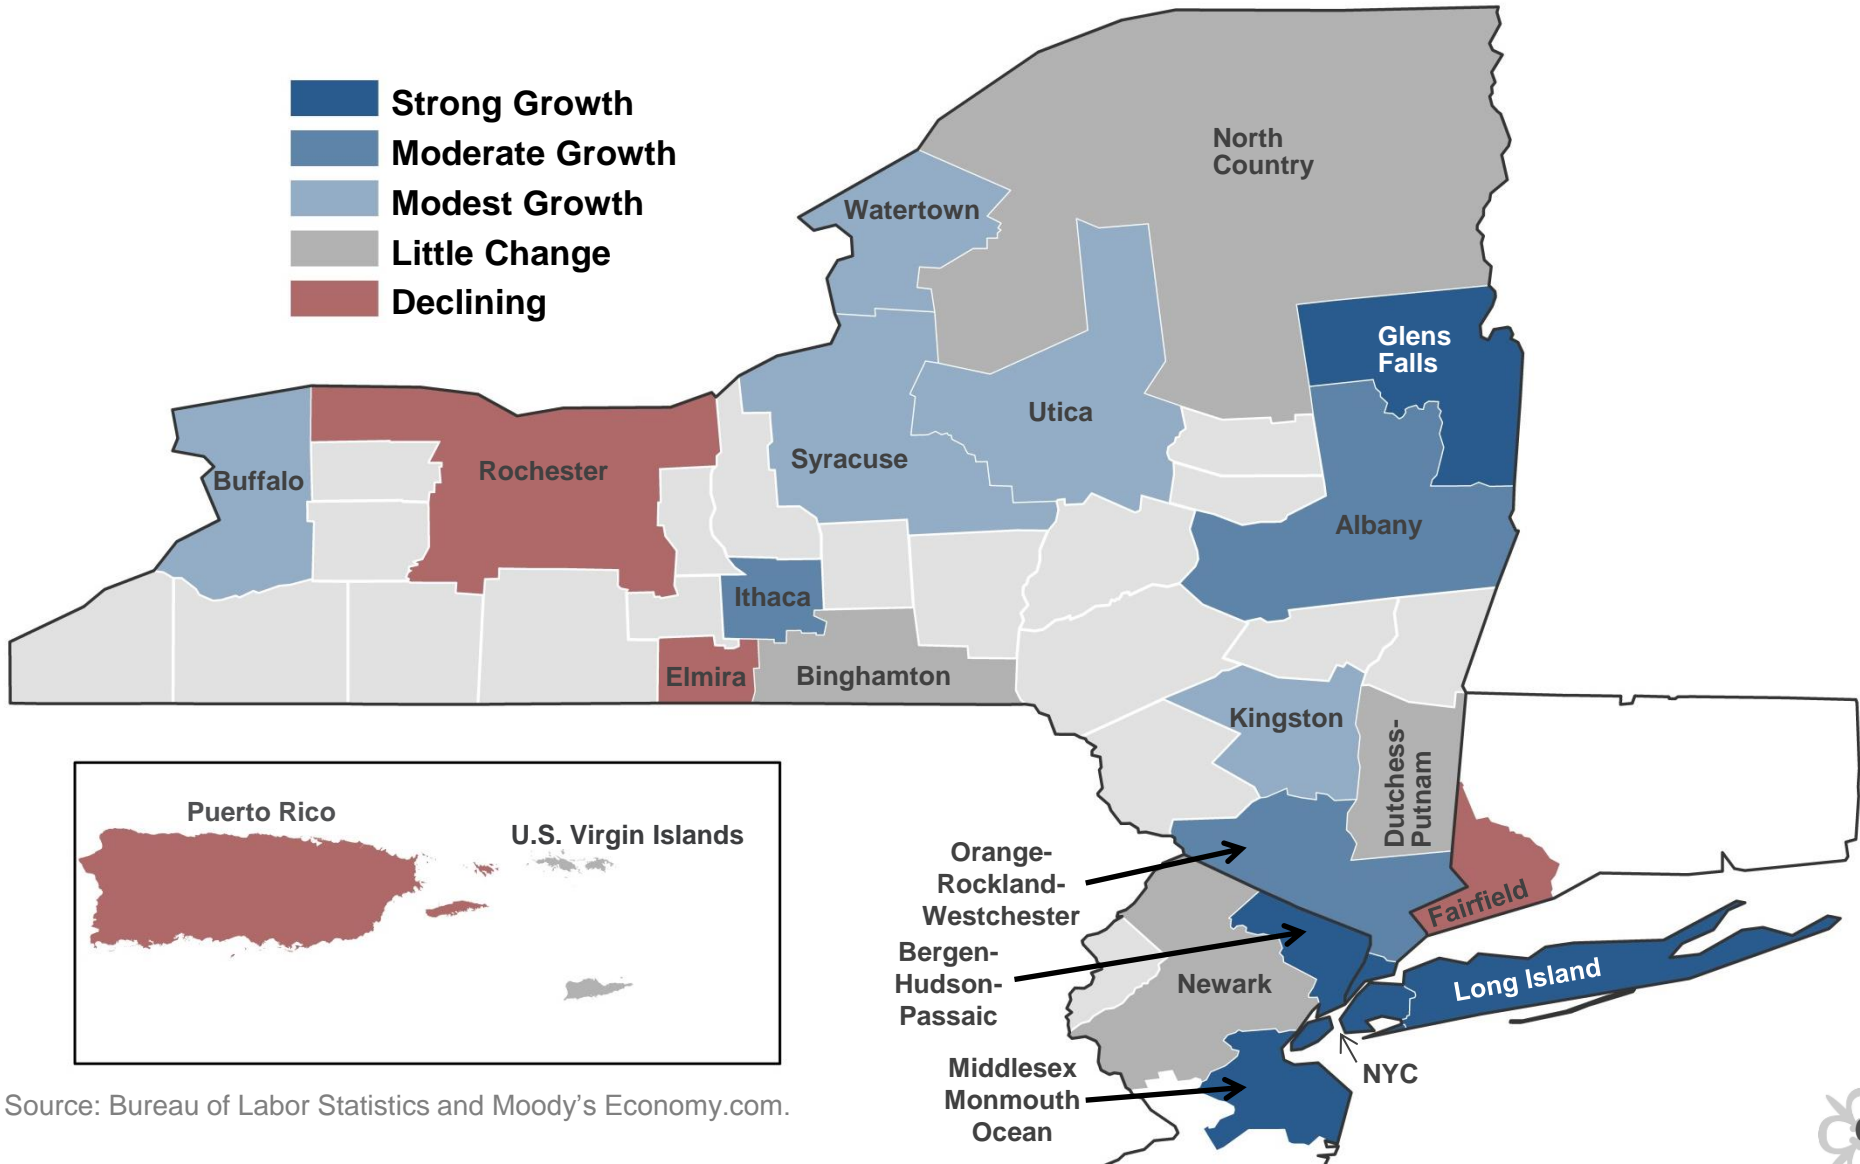 Strong Growth
Moderate Growth
Modest Growth
Little Change
Declining
North
Country
Watertown
Glens
Falls
Utica
Syracuse
Rochester
Buffalo
Albany
Ithaca
Elmira
Binghamton
Kingston
Dutchess-
Putnam
Puerto Rico
U.S. Virgin Islands
Orange-
Rockland-
Westchester
Fairfield
Bergen-
Hudson-
Passaic
Newark
Long Island
Middlesex
Monmouth
Ocean
NYC
Source: Bureau of Labor Statistics and Moody’s Economy.com.